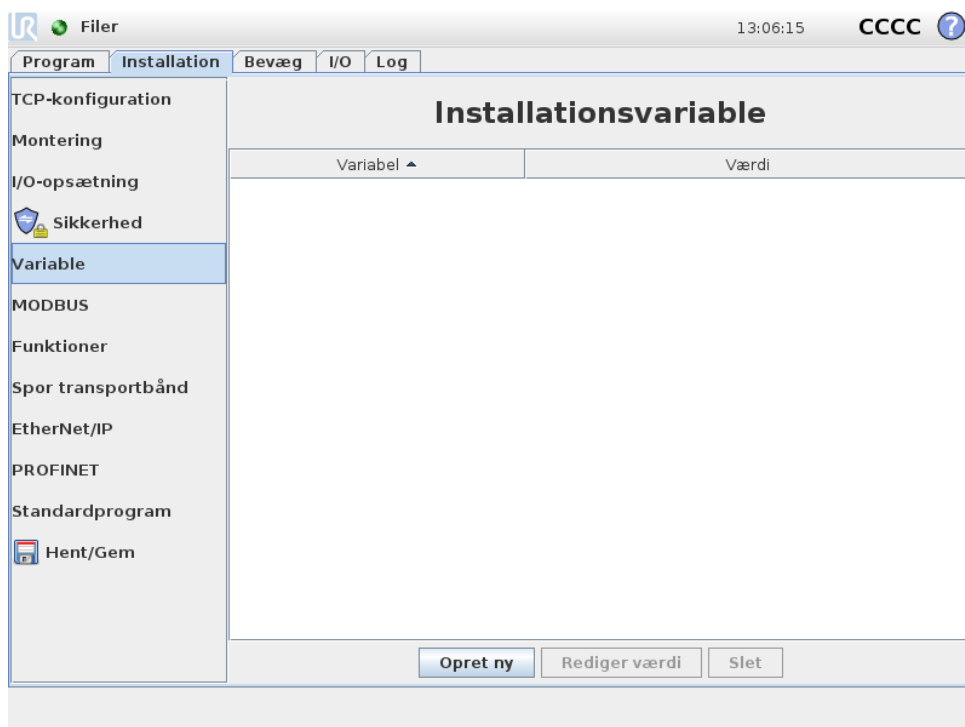 UR Filer 13:06:15 CCCC ?
Program Installation Bevæg I/O Log
TCP-konfiguration
Montering
I/O-opsætning
Sikkerhed
Variable
MODBUS
Funktioner
Spor transportbånd
EtherNet/IP
PROFINET
Standardprogram
Hent/Gem
Installationsvariable
Variabel Værdi
Opret ny Rediger værdi Slet